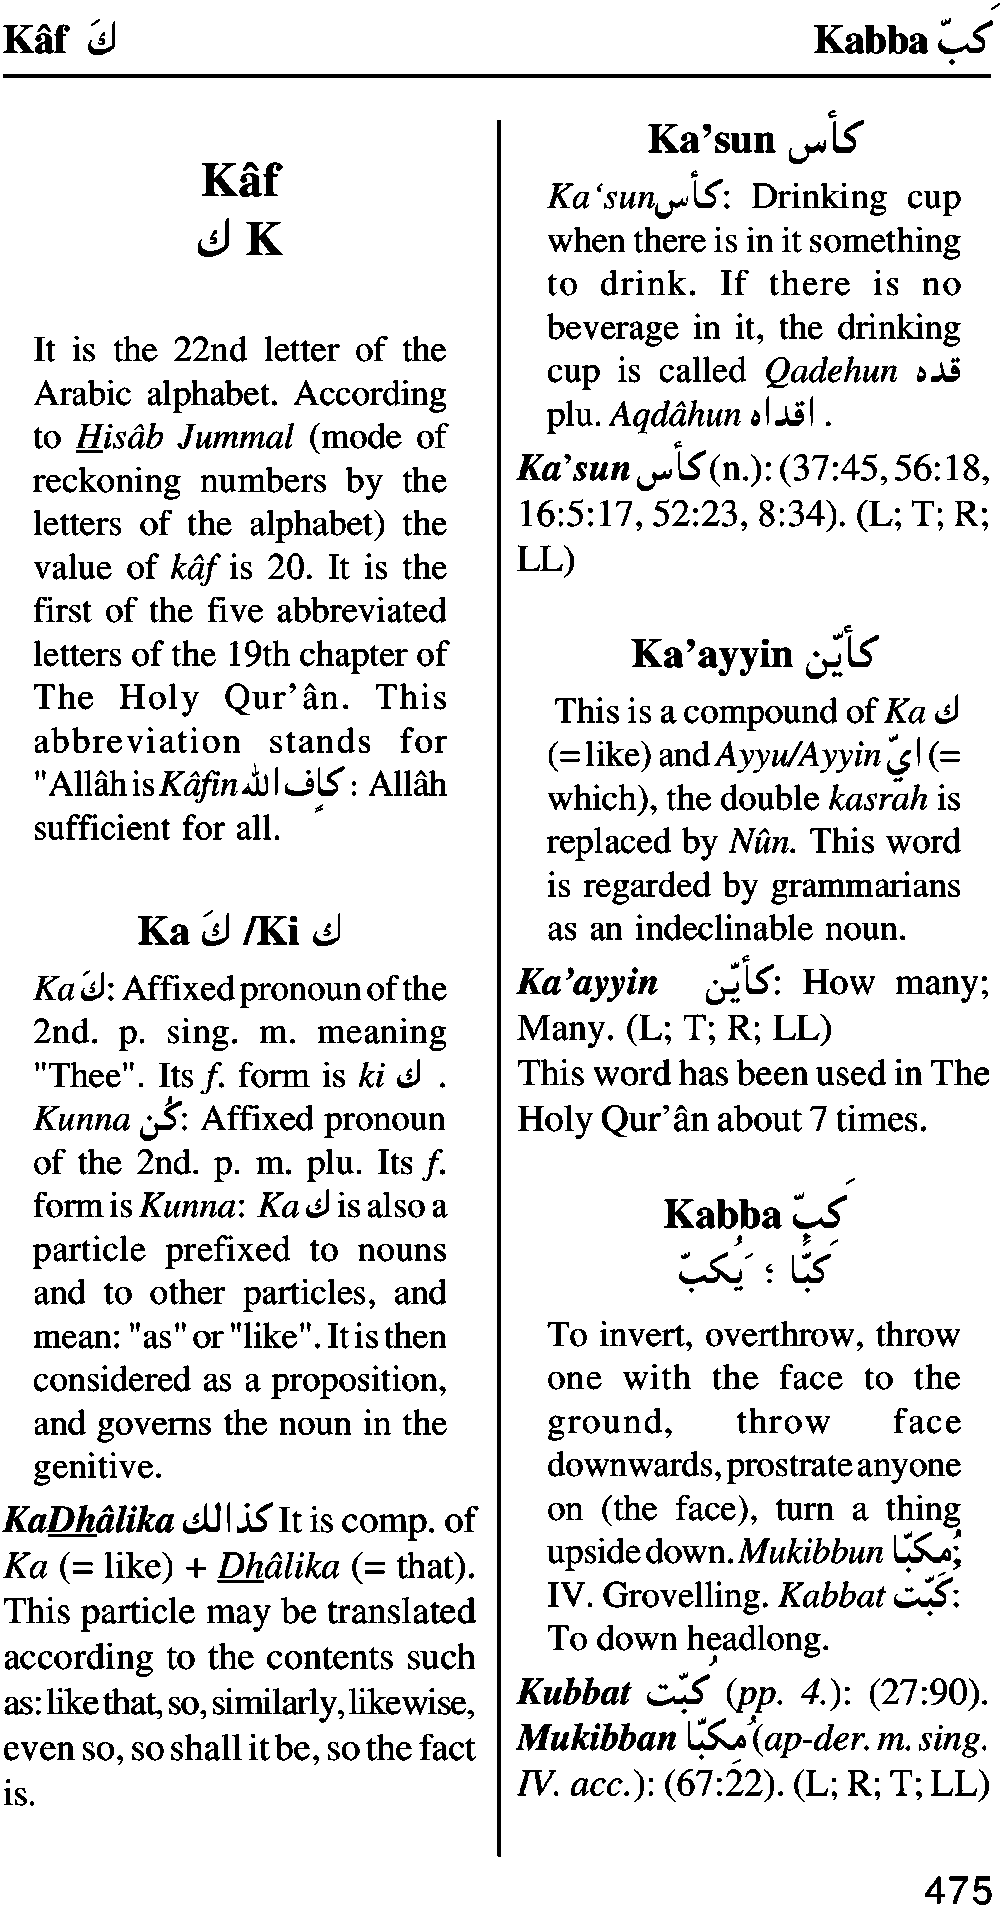 Kâf كَ
Kabba كَبّ
Kâf
ك K
It is the 22nd letter of the
Arabic alphabet. According
to Hisâb Jummal (mode of
reckoning numbers by the
letters of the alphabet) the
value of kâf is 20. It is the
first of the five abbreviated
letters of the 19th chapter of
The Holy Qur’ân. This
abbreviation stands for
"Allâh is Kâfin كاٍف الله : Allâh
sufficient for all.
Ka كَ /Ki ك
Ka كَ: Affixed pronoun of the
2nd. p. sing. m. meaning
"Thee". Its f. form is ki ك .
Kunna كُن: Affixed pronoun
of the 2nd. p. m. plu. Its f.
form is Kunna: Ka ك is also a
particle prefixed to nouns
and to other particles, and
mean: "as" or "like". It is then
considered as a proposition,
and governs the noun in the
genitive.
KaDhâlika كذالك It is comp. of
Ka (= like) + Dhâlika (= that).
This particle may be translated
according to the contents such
as: like that, so, similarly, likewise,
even so, so shall it be, so the fact
is.
Ka’sun كأس
Ka‘sun كأس: Drinking cup
when there is in it something
to drink. If there is no
beverage in it, the drinking
cup is called Qadehun قده
plu. Aqdâhun اقداه .
Ka’sun كأس (n.): (37:45, 56:18,
16:5:17, 52:23, 8:34). (L; T; R;
LL)
Ka’ayyin كأيّن
This is a compound of Ka ك
(= like) and Ayyu/Ayyin ايّ (=
which), the double kasrah is
replaced by Nûn. This word
is regarded by grammarians
as an indeclinable noun.
Ka’ayyin كأيّن: How many;
Many. (L; T; R; LL)
This word has been used in The
Holy Qur’ân about 7 times.
Kabba كَبّ
كَبًّا ؛ يَكُبّ
To invert, overthrow, throw
one with the face to the
ground, throw face
downwards, prostrate anyone
on (the face), turn a thing
upside down. Mukibbun مُكبّا;
IV. Grovelling. Kabbat كَبّت:
To down headlong.
Kubbat كُبّت (pp. 4.): (27:90).
Mukibban مُكبّا (ap-der. m. sing.
IV. acc.): (67:22). (L; R; T; LL)
475